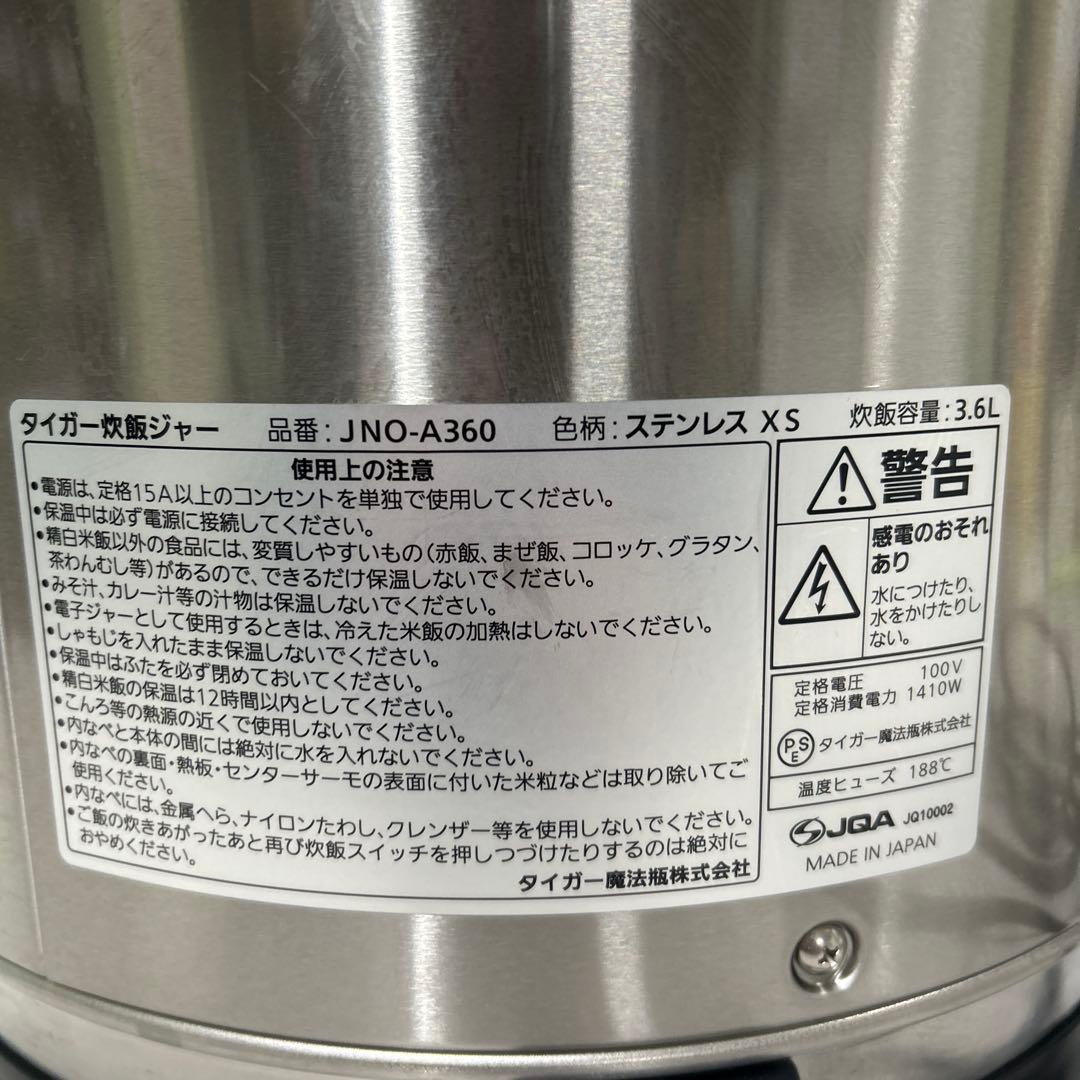 タイガー炊飯ジャー 品番:JNO-A360 色柄:ステンレス XS 炊飯容量:3.6L
使用上の注意
•電源は、定格15A以上のコンセントを単独で使用してください。
•保温中は必ず電源に接続してください。
•精白米飯以外の食品には、変質しやすいもの(赤飯、まぜ飯、コロッケ、グラタン、
茶わんむし等)があるので、できるだけ保温しないでください。
•みそ汁、カレー汁等の汁物は保温しないでください。
•電子ジャーとして使用するときは、冷えた米飯の加熱はしないでください。
•しゃもじを入れたまま保温しないでください。
•保温中はふたを必ず閉めておいてください。
•精白米飯の保温は12時間以内としてください。
•こんろ等の熱源の近くで使用しないでください。
•内なべと本体の間には絶対に水を入れないでください。
•内なべの裏面・熱板・センターサーモの表面に付いた米粒などは取り除いてご
使用ください。
•内なべには、金属へら、ナイロンたわし、クレンザー等を使用しないでください。
•ご飯の炊きあがったあと再び炊飯スイッチを押しつづけたりするのは絶対に
おやめください。
タイガー魔法瓶株式会社
警告
感電のおそれ
あり
水につけたり、
水をかけたりし
ない。
定格電圧 100V
定格消費電力 1410W
PSE タイガー魔法瓶株式会社
温度ヒューズ 188℃
JQA JQ10002
MADE IN JAPAN